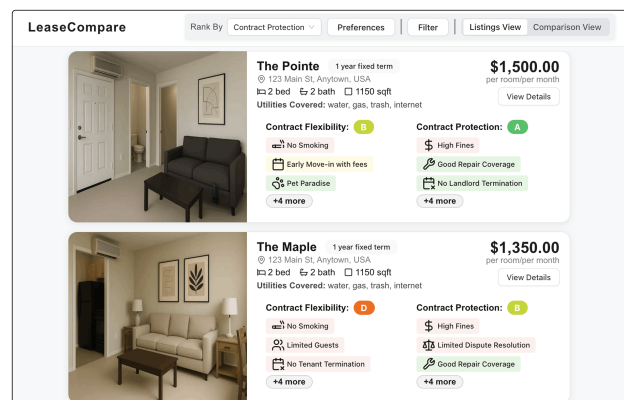 LeaseCompare
Rank By Contract Protection Preferences Filter Listings View Comparison View
The Pointe 1 year fixed term $1,500.00
123 Main St, Anytown, USA per room/per month
2 bed 2 bath 1150 sqft View Details
Utilities Covered: water, gas, trash, internet
Contract Flexibility: B Contract Protection: A
No Smoking High Fines
Early Move-in with fees Good Repair Coverage
Pet Paradise No Landlord Termination
+4 more +4 more
The Maple 1 year fixed term $1,350.00
123 Main St, Anytown, USA per room/per month
2 bed 2 bath 1150 sqft View Details
Utilities Covered: water, gas, trash, internet
Contract Flexibility: D Contract Protection: B
No Smoking High Fines
Limited Guests Limited Dispute Resolution
No Tenant Termination Good Repair Coverage
+4 more +4 more